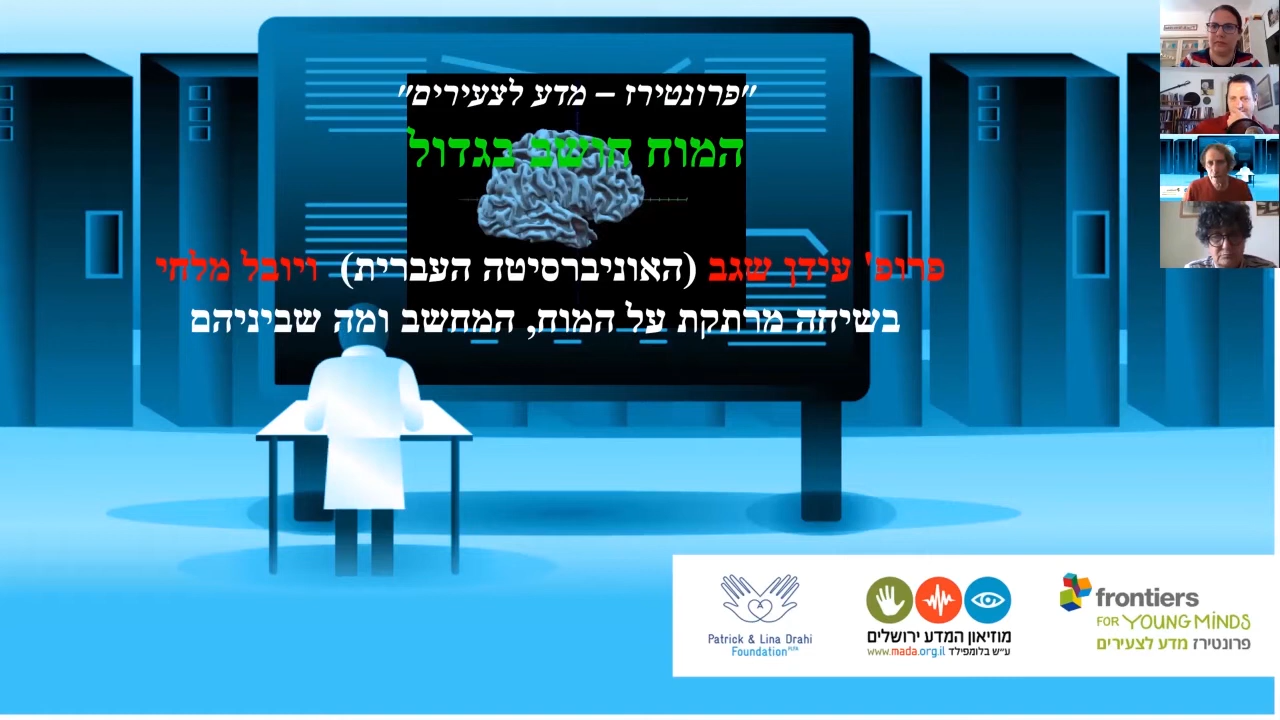 "פרונטירז – מדע לצעירים"
המוח חושב בגדול
פרופ' עידן שגב (האוניברסיטה העברית) ויובל מלחי
בשיחה מרתקת על המוח, המחשב ומה שביניהם
Patrick & Lina Drahi
Foundation
מוזיאון המדע ירושלים
www.mada.org.il ע״ש בלומפילד
frontiers
FOR YOUNG MINDS
פרונטירז מדע לצעירים